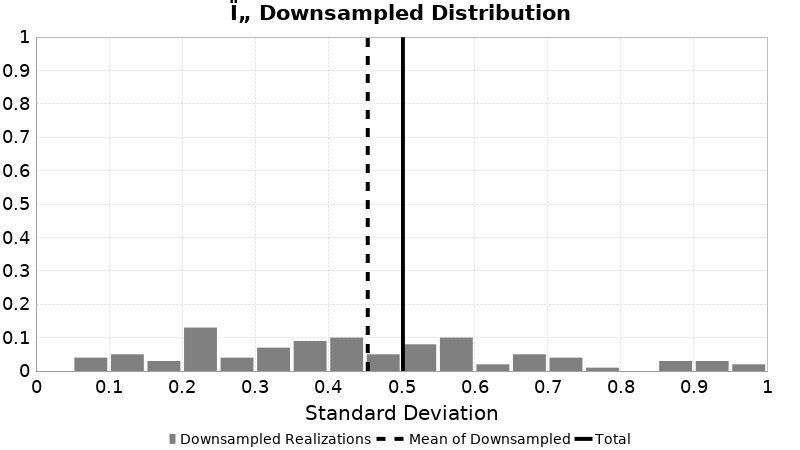 Ï„ Downsampled Distribution
1
0.9
0.8
0.7
0.6
0.5
0.4
0.3
0.2
0.1
0
0 0.1 0.2 0.3 0.4 0.5 0.6 0.7 0.8 0.9 1
Standard Deviation
Downsampled Realizations Mean of Downsampled Total